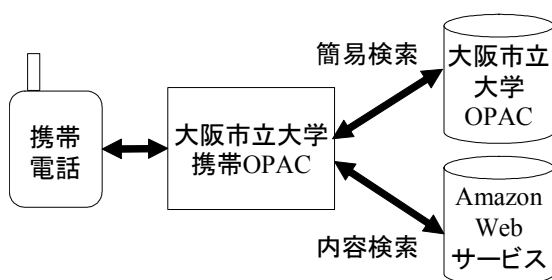 携帯
電話
大阪市立大学
携帯OPAC
簡易検索
内容検索
大阪市立
大学
OPAC
Amazon
Web
サービス